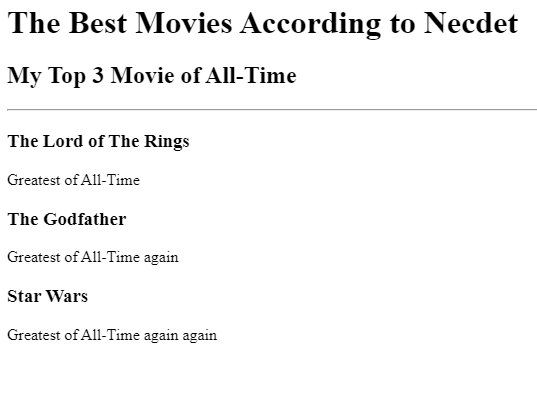 The Best Movies According to Necdet
My Top 3 Movie of All-Time
The Lord of The Rings
Greatest of All-Time
The Godfather
Greatest of All-Time again
Star Wars
Greatest of All-Time again again